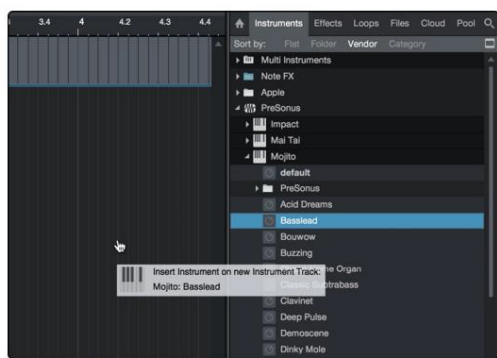 3.4 4 4.2 4.3 4.4
Instruments Effects Loops Files Cloud Pool
Sort by: Flat Folder Vendor Category
Multi Instruments
Note FX
Apple
PreSonus
Impact
Mai Tai
Mojito
default
PreSonus
Acid Dreams
Basslead
Bouwow
Buzzing
Organ
Insert Instrument on new Instrument Track:
Mojito: Basslead
Classic Subtrabass
Clavinet
Deep Pulse
Demoscene
Dinky Mole